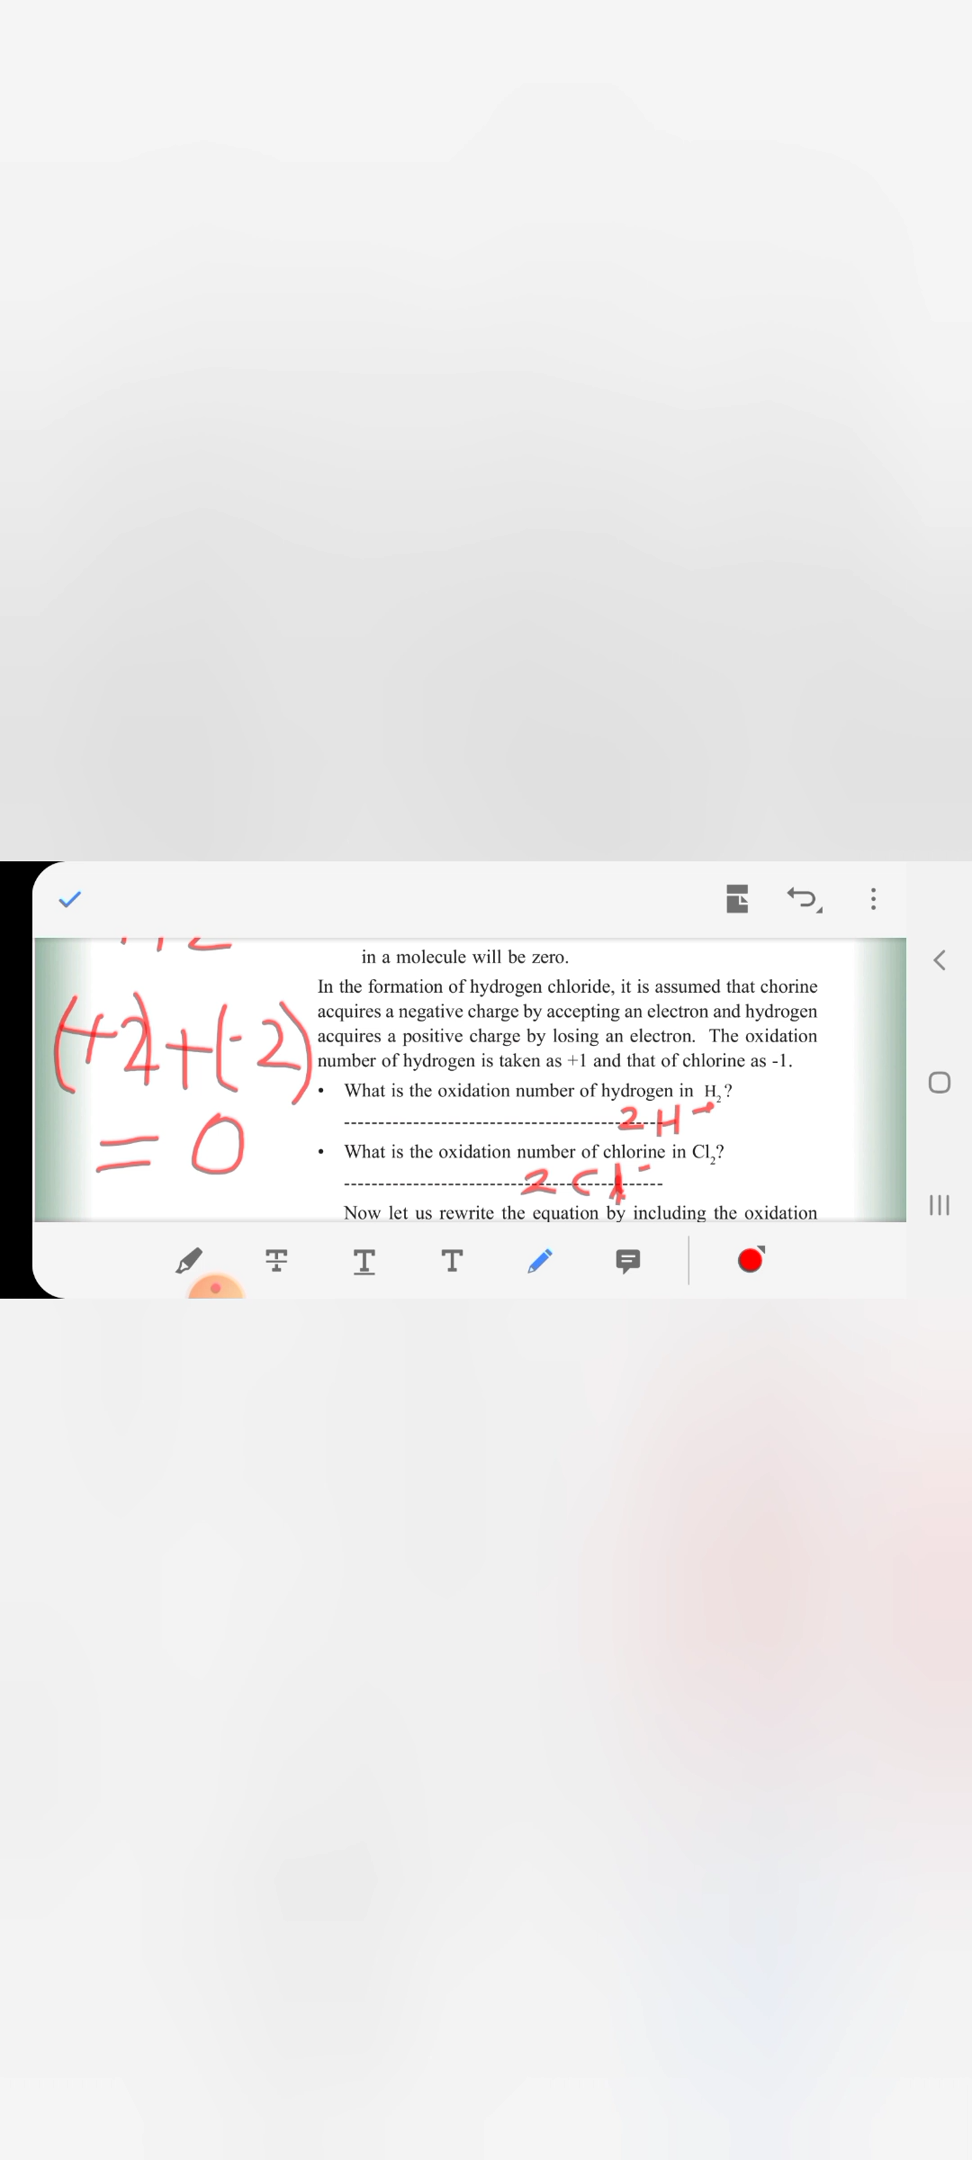 in a molecule will be zero.
In the formation of hydrogen chloride, it is assumed that chorine
acquires a negative charge by accepting an electron and hydrogen
acquires a positive charge by losing an electron. The oxidation
number of hydrogen is taken as +1 and that of chlorine as -1.
(+2)+(-2)
= 0
• What is the oxidation number of hydrogen in H₂?
2H
• What is the oxidation number of chlorine in Cl₂?
2Cl⁻
Now let us rewrite the equation by including the oxidation
T T T